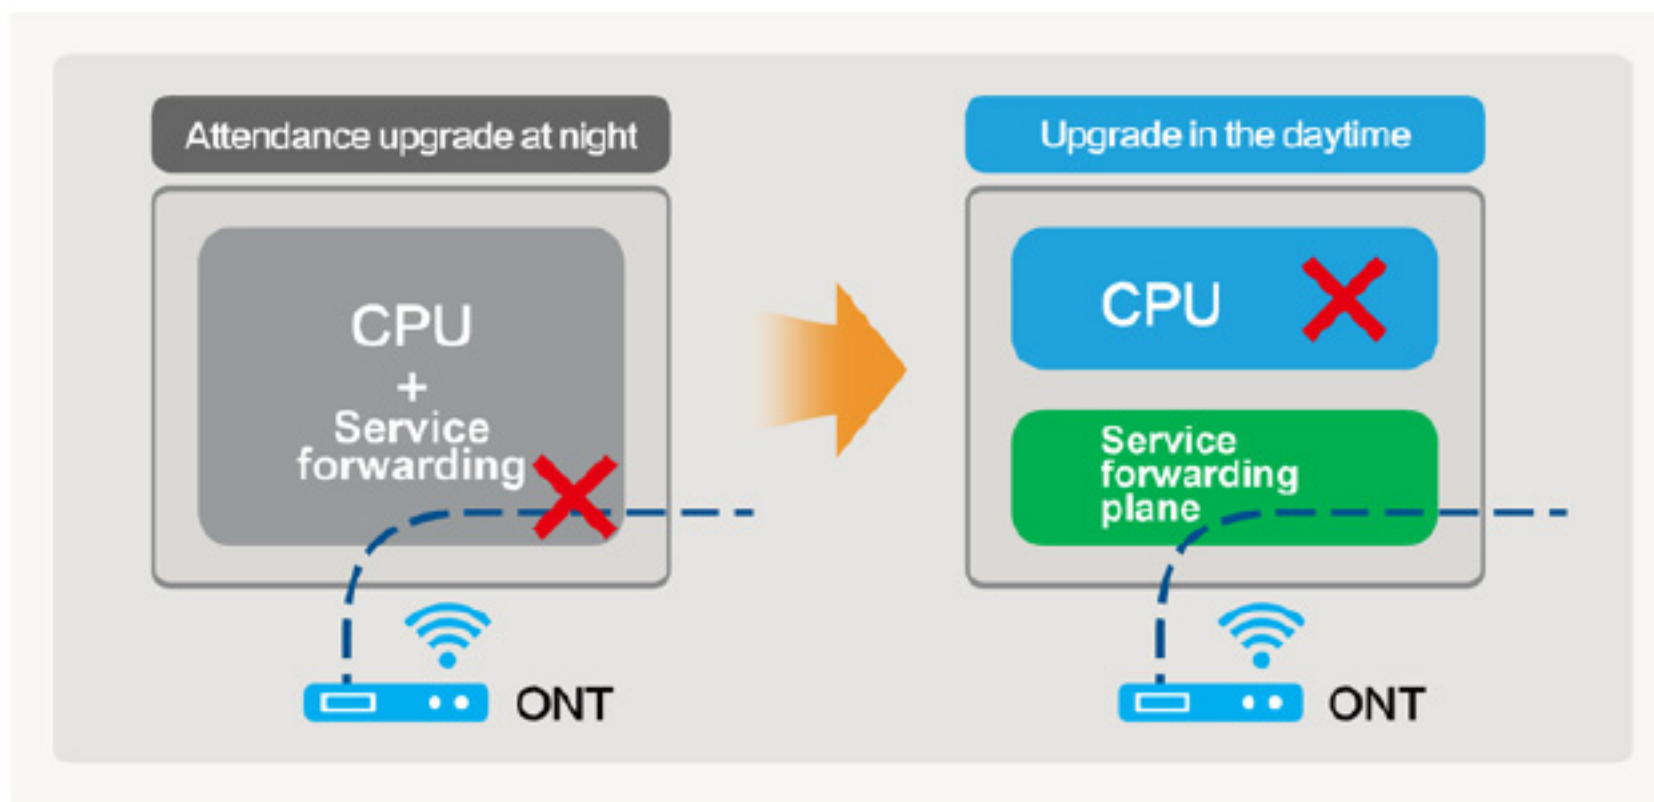 Attendance upgrade at night
CPU
+
Service
forwarding
ONT
Upgrade in the daytime
CPU
Service
forwarding
plane
ONT